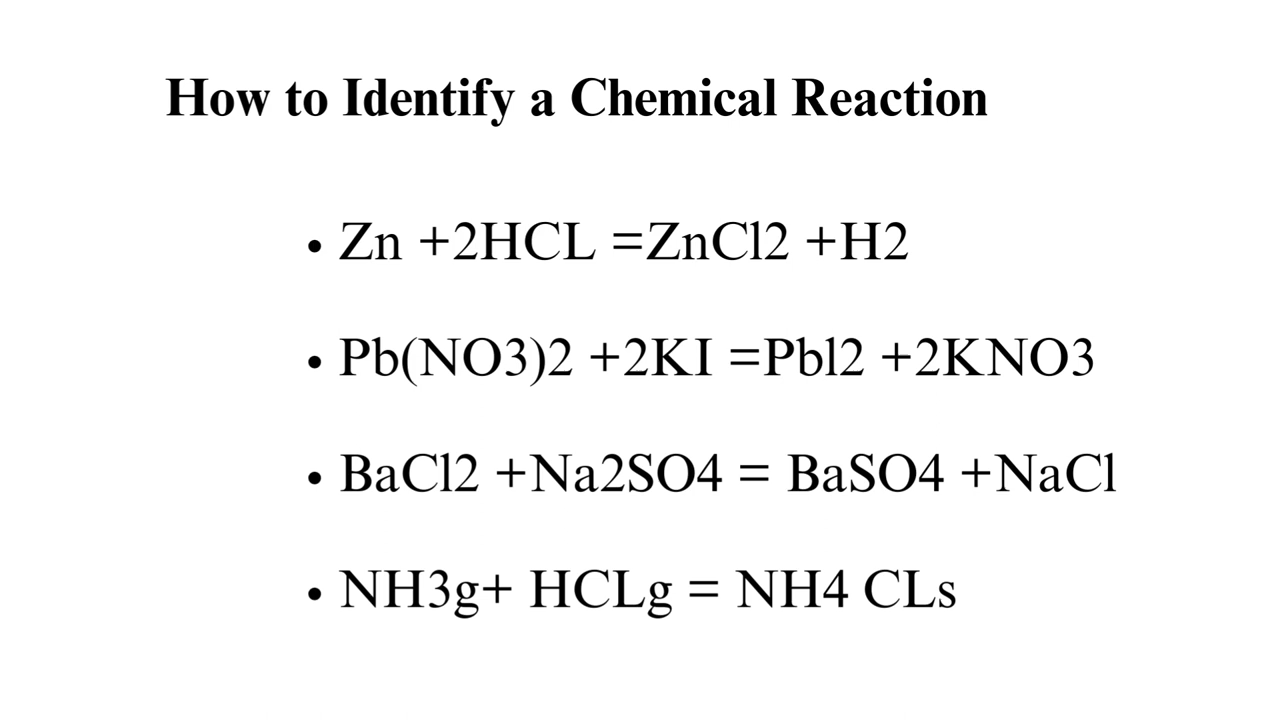 How to Identify a Chemical Reaction
• Zn +2HCL =ZnCl2 +H2
• Pb(NO3)2 +2KI =Pbl2 +2KNO3
• BaCl2 +Na2SO4 = BaSO4 +NaCl
• NH3g+ HCLg = NH4 CLs